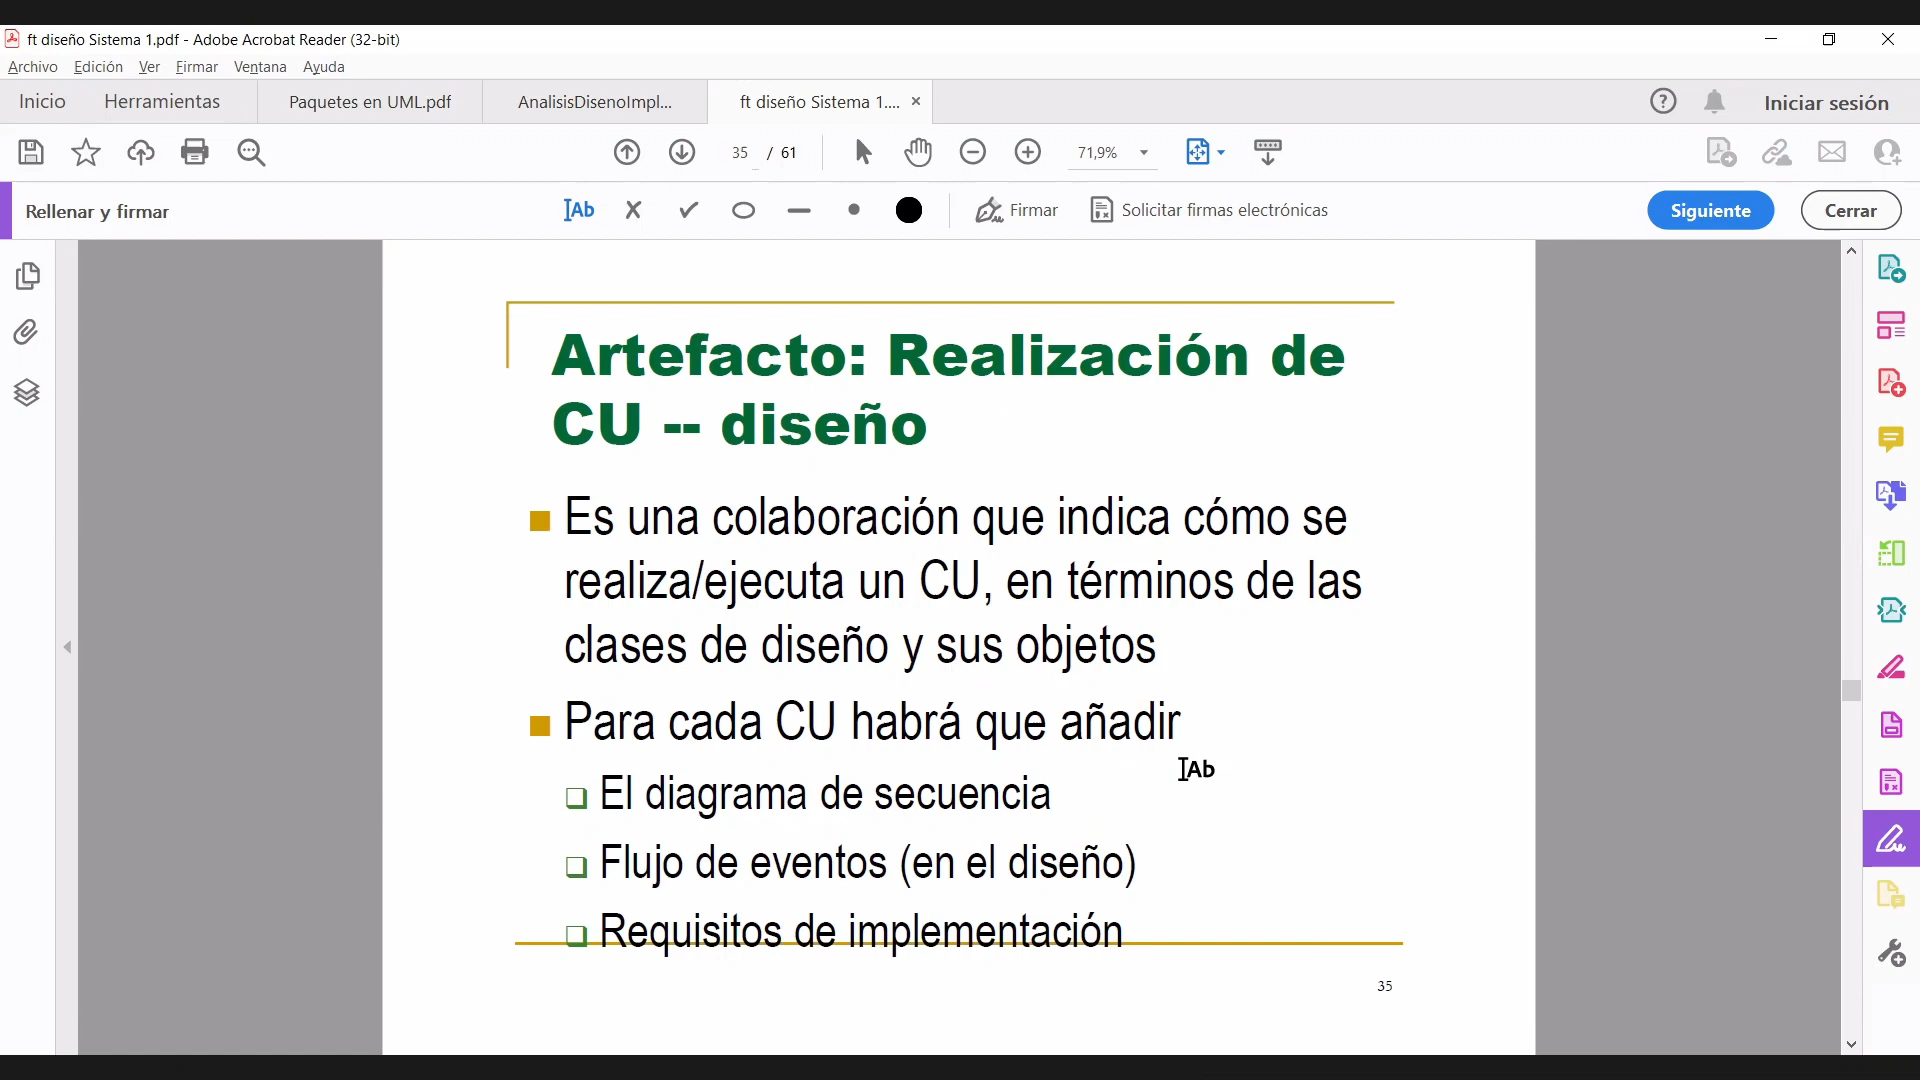 ft diseño Sistema 1.pdf - Adobe Acrobat Reader (32-bit)
Archivo Edición Ver Firmar Ventana Ayuda
Inicio Herramientas Paquetes en UML.pdf AnalisisDisenoImpl... ft diseño Sistema 1.... × Iniciar sesión
35 / 61 71,9%
Rellenar y firmar Ab Firmar Solicitar firmas electrónicas Siguiente Cerrar
Artefacto: Realización de
CU -- diseño
Es una colaboración que indica cómo se
realiza/ejecuta un CU, en términos de las
clases de diseño y sus objetos
Para cada CU habrá que añadir
Ab
El diagrama de secuencia
Flujo de eventos (en el diseño)
Requisitos de implementación
35